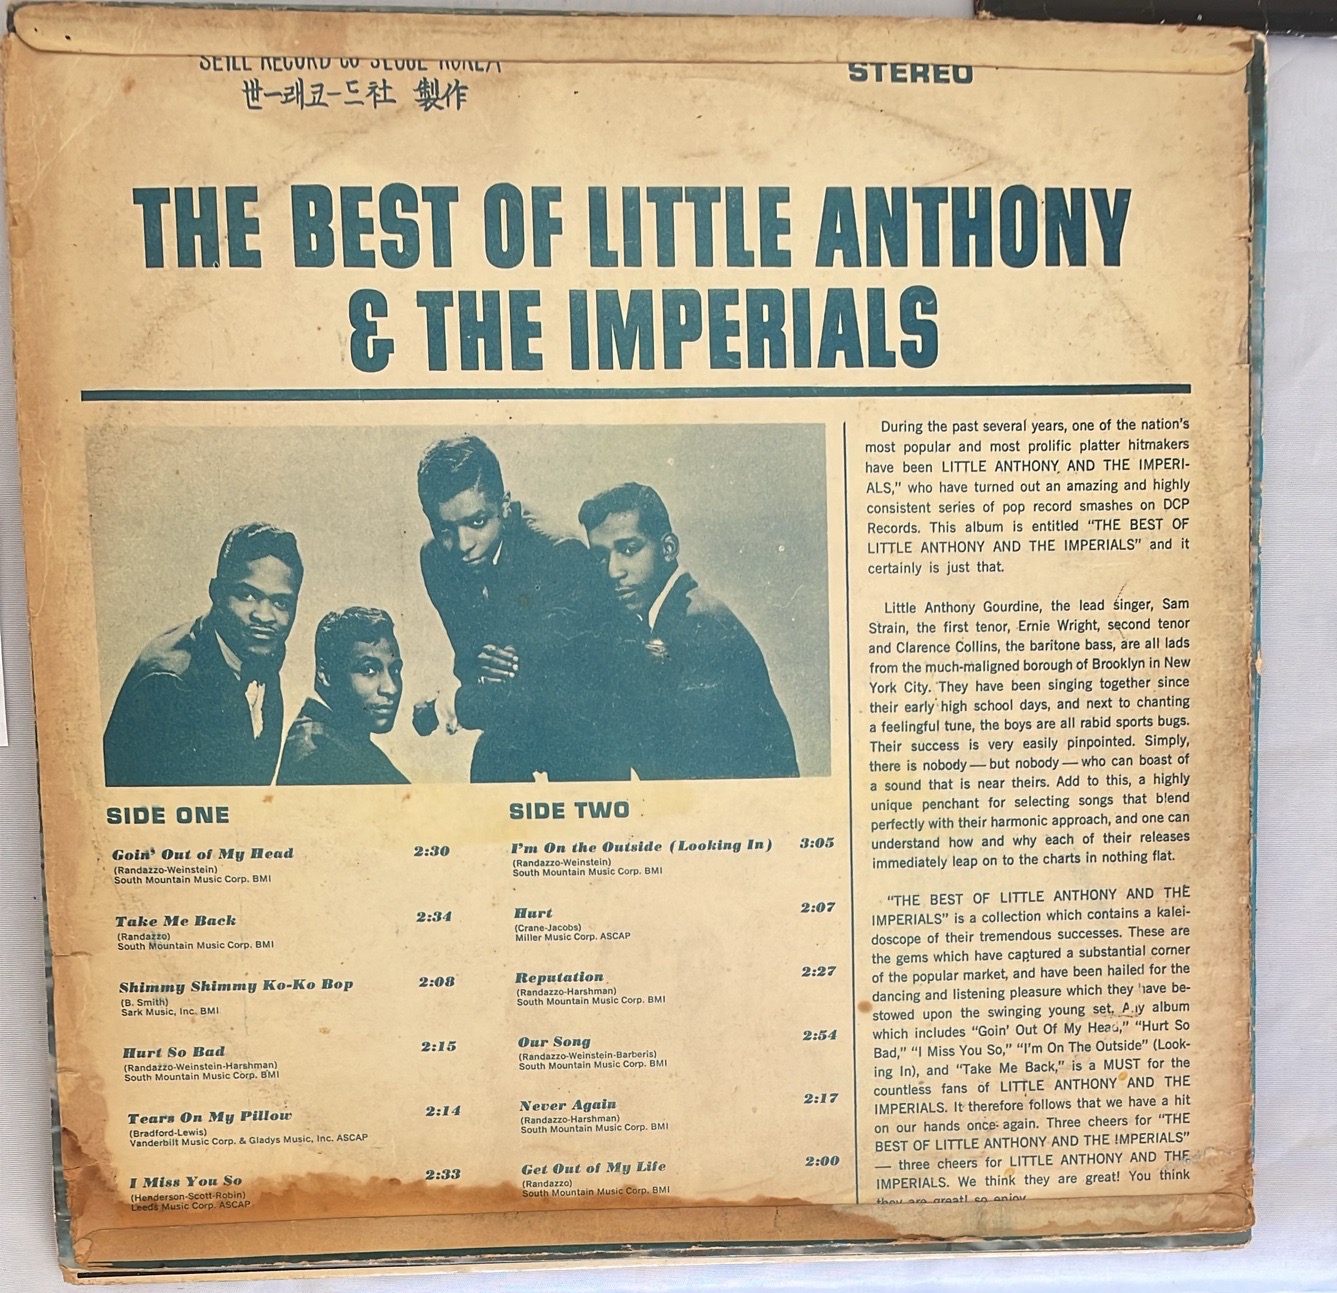 SEIIL RECORD CO SEOUL KOREA
世一래코-드社 製作
STEREO
THE BEST OF LITTLE ANTHONY
& THE IMPERIALS
During the past several years, one of the nation's
most popular and most prolific platter hitmakers
have been LITTLE ANTHONY AND THE IMPERI-
ALS," who have turned out an amazing and highly
consistent series of pop record smashes on DCP
Records. This album is entitled "THE BEST OF
LITTLE ANTHONY AND THE IMPERIALS" and it
certainly is just that.
Little Anthony Gourdine, the lead singer, Sam
Strain, the first tenor, Ernie Wright, second tenor
and Clarence Collins, the baritone bass, are all lads
from the much-maligned borough of Brooklyn in New
York City. They have been singing together since
their early high school days, and next to chanting
a feelingful tune, the boys are all rabid sports bugs.
Their success is very easily pinpointed. Simply,
there is nobody — but nobody — who can boast of
a sound that is near theirs. Add to this, a highly
unique penchant for selecting songs that blend
perfectly with their harmonic approach, and one can
understand how and why each of their releases
immediately leap on to the charts in nothing flat.
"THE BEST OF LITTLE ANTHONY AND THE
IMPERIALS" is a collection which contains a kalei-
doscope of their tremendous successes. These are
the gems which have captured a substantial corner
of the popular market, and have been hailed for the
dancing and listening pleasure which they have be-
stowed upon the swinging young set. Any album
which includes "Goin' Out Of My Head," "Hurt So
Bad," "I Miss You So," "I'm On The Outside" (Look-
ing In), and "Take Me Back," is a MUST for the
countless fans of LITTLE ANTHONY AND THE
IMPERIALS. It therefore follows that we have a hit
on our hands once again. Three cheers for "THE
BEST OF LITTLE ANTHONY AND THE IMPERIALS"
— three cheers for LITTLE ANTHONY AND THE
IMPERIALS. We think they are great! You think
they are great! so enjoy
SIDE ONE
Goin' Out of My Head 2:30
(Randazzo-Weinstein)
South Mountain Music Corp. BMI
Take Me Back 2:34
(Randazzo)
South Mountain Music Corp. BMI
Shimmy Shimmy Ko-Ko Bop 2:08
(B. Smith)
Sark Music, Inc. BMI
Hurt So Bad 2:15
(Randazzo-Weinstein-Harshman)
South Mountain Music Corp. BMI
Tears On My Pillow 2:14
(Bradford-Lewis)
Vanderbilt Music Corp. & Gladys Music, Inc. ASCAP
I Miss You So 2:33
(Henderson-Scott-Robin)
Leeds Music Corp. ASCAP
SIDE TWO
I'm On the Outside (Looking In) 3:05
(Randazzo-Weinstein)
South Mountain Music Corp. BMI
Hurt 2:07
(Crane-Jacobs)
Miller Music Corp. ASCAP
Reputation 2:27
(Randazzo-Harshman)
South Mountain Music Corp. BMI
Our Song 2:54
(Randazzo-Weinstein-Barberis)
South Mountain Music Corp. BMI
Never Again 2:17
(Randazzo-Harshman)
South Mountain Music Corp. BMI
Get Out of My Life 2:00
(Randazzo)
South Mountain Music Corp. BMI